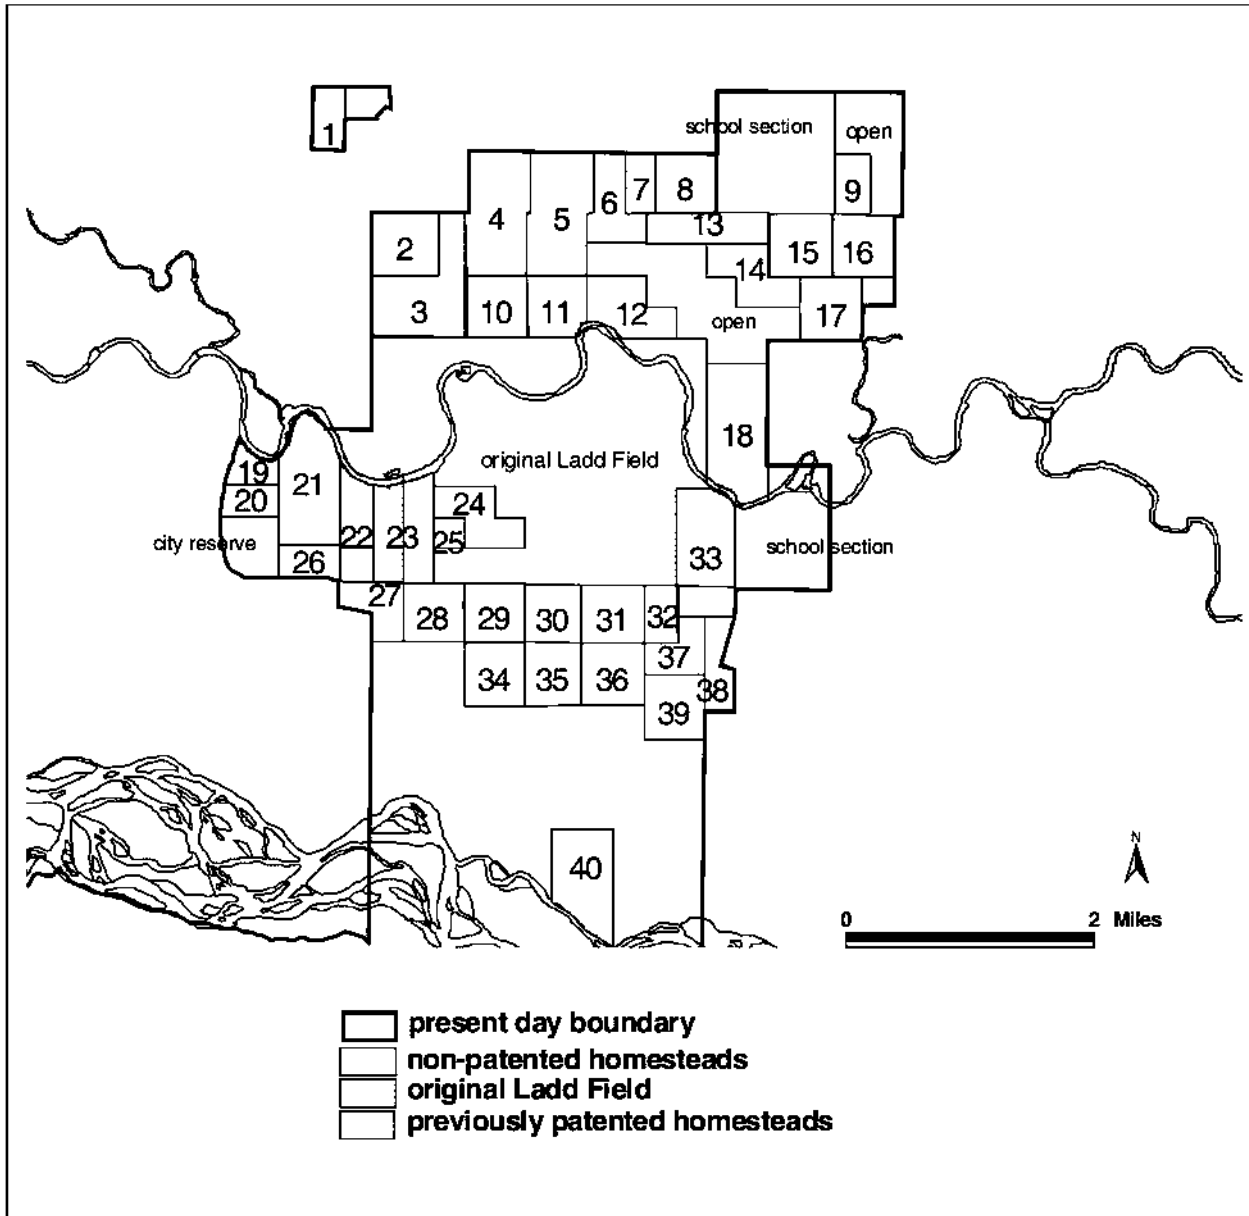 1
school section open
7 8 9
6
4 5 13
2 15 16
14
3 10 11 12 open 17
18
original Ladd Field
19 21
20 24
city reserve 22 23 25 school section
26 33
27
28 29 30 31 32
37
34 35 36 38
39
40
N
0 2 Miles
present day boundary
non-patented homesteads
original Ladd Field
previously patented homesteads